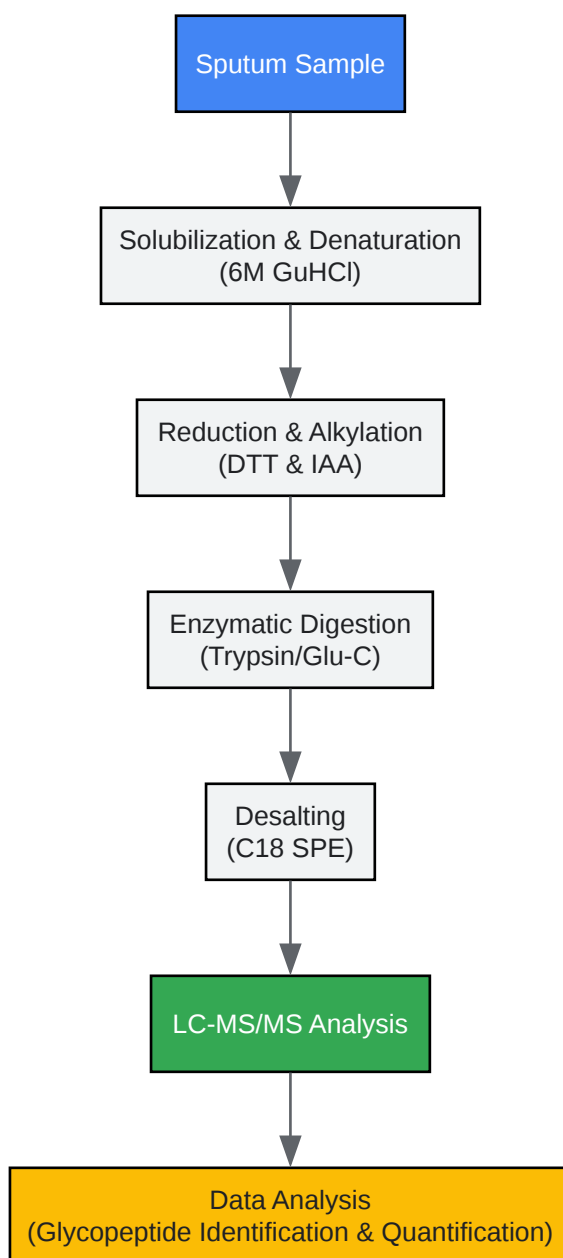 Sputum Sample
Solubilization & Denaturation
(6M GuHCl)
Reduction & Alkylation
(DTT & IAA)
Enzymatic Digestion
(Trypsin/Glu-C)
Desalting
(C18 SPE)
LC-MS/MS Analysis
Data Analysis
(Glycopeptide Identification & Quantification)